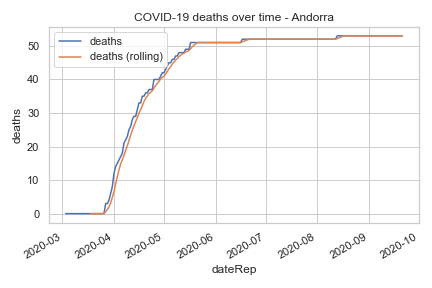 COVID-19 deaths over time - Andorra
deaths
deaths (rolling)
50
40
30
20
10
0
deaths
2020-03
2020-04
2020-05
2020-06
2020-07
2020-08
2020-09
2020-10
dateRep